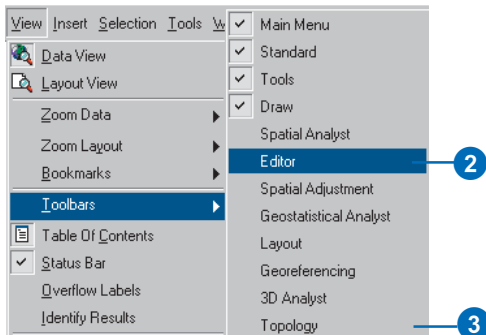 View Insert Selection Tools W
Data View
Layout View
Zoom Data
Zoom Layout
Bookmarks
Toolbars
Table Of Contents
Status Bar
Overflow Labels
Identify Results
Main Menu
Standard
Tools
Draw
Spatial Analyst
Editor
2
Spatial Adjustment
Geostatistical Analyst
Layout
Georeferencing
3D Analyst
Topology
3